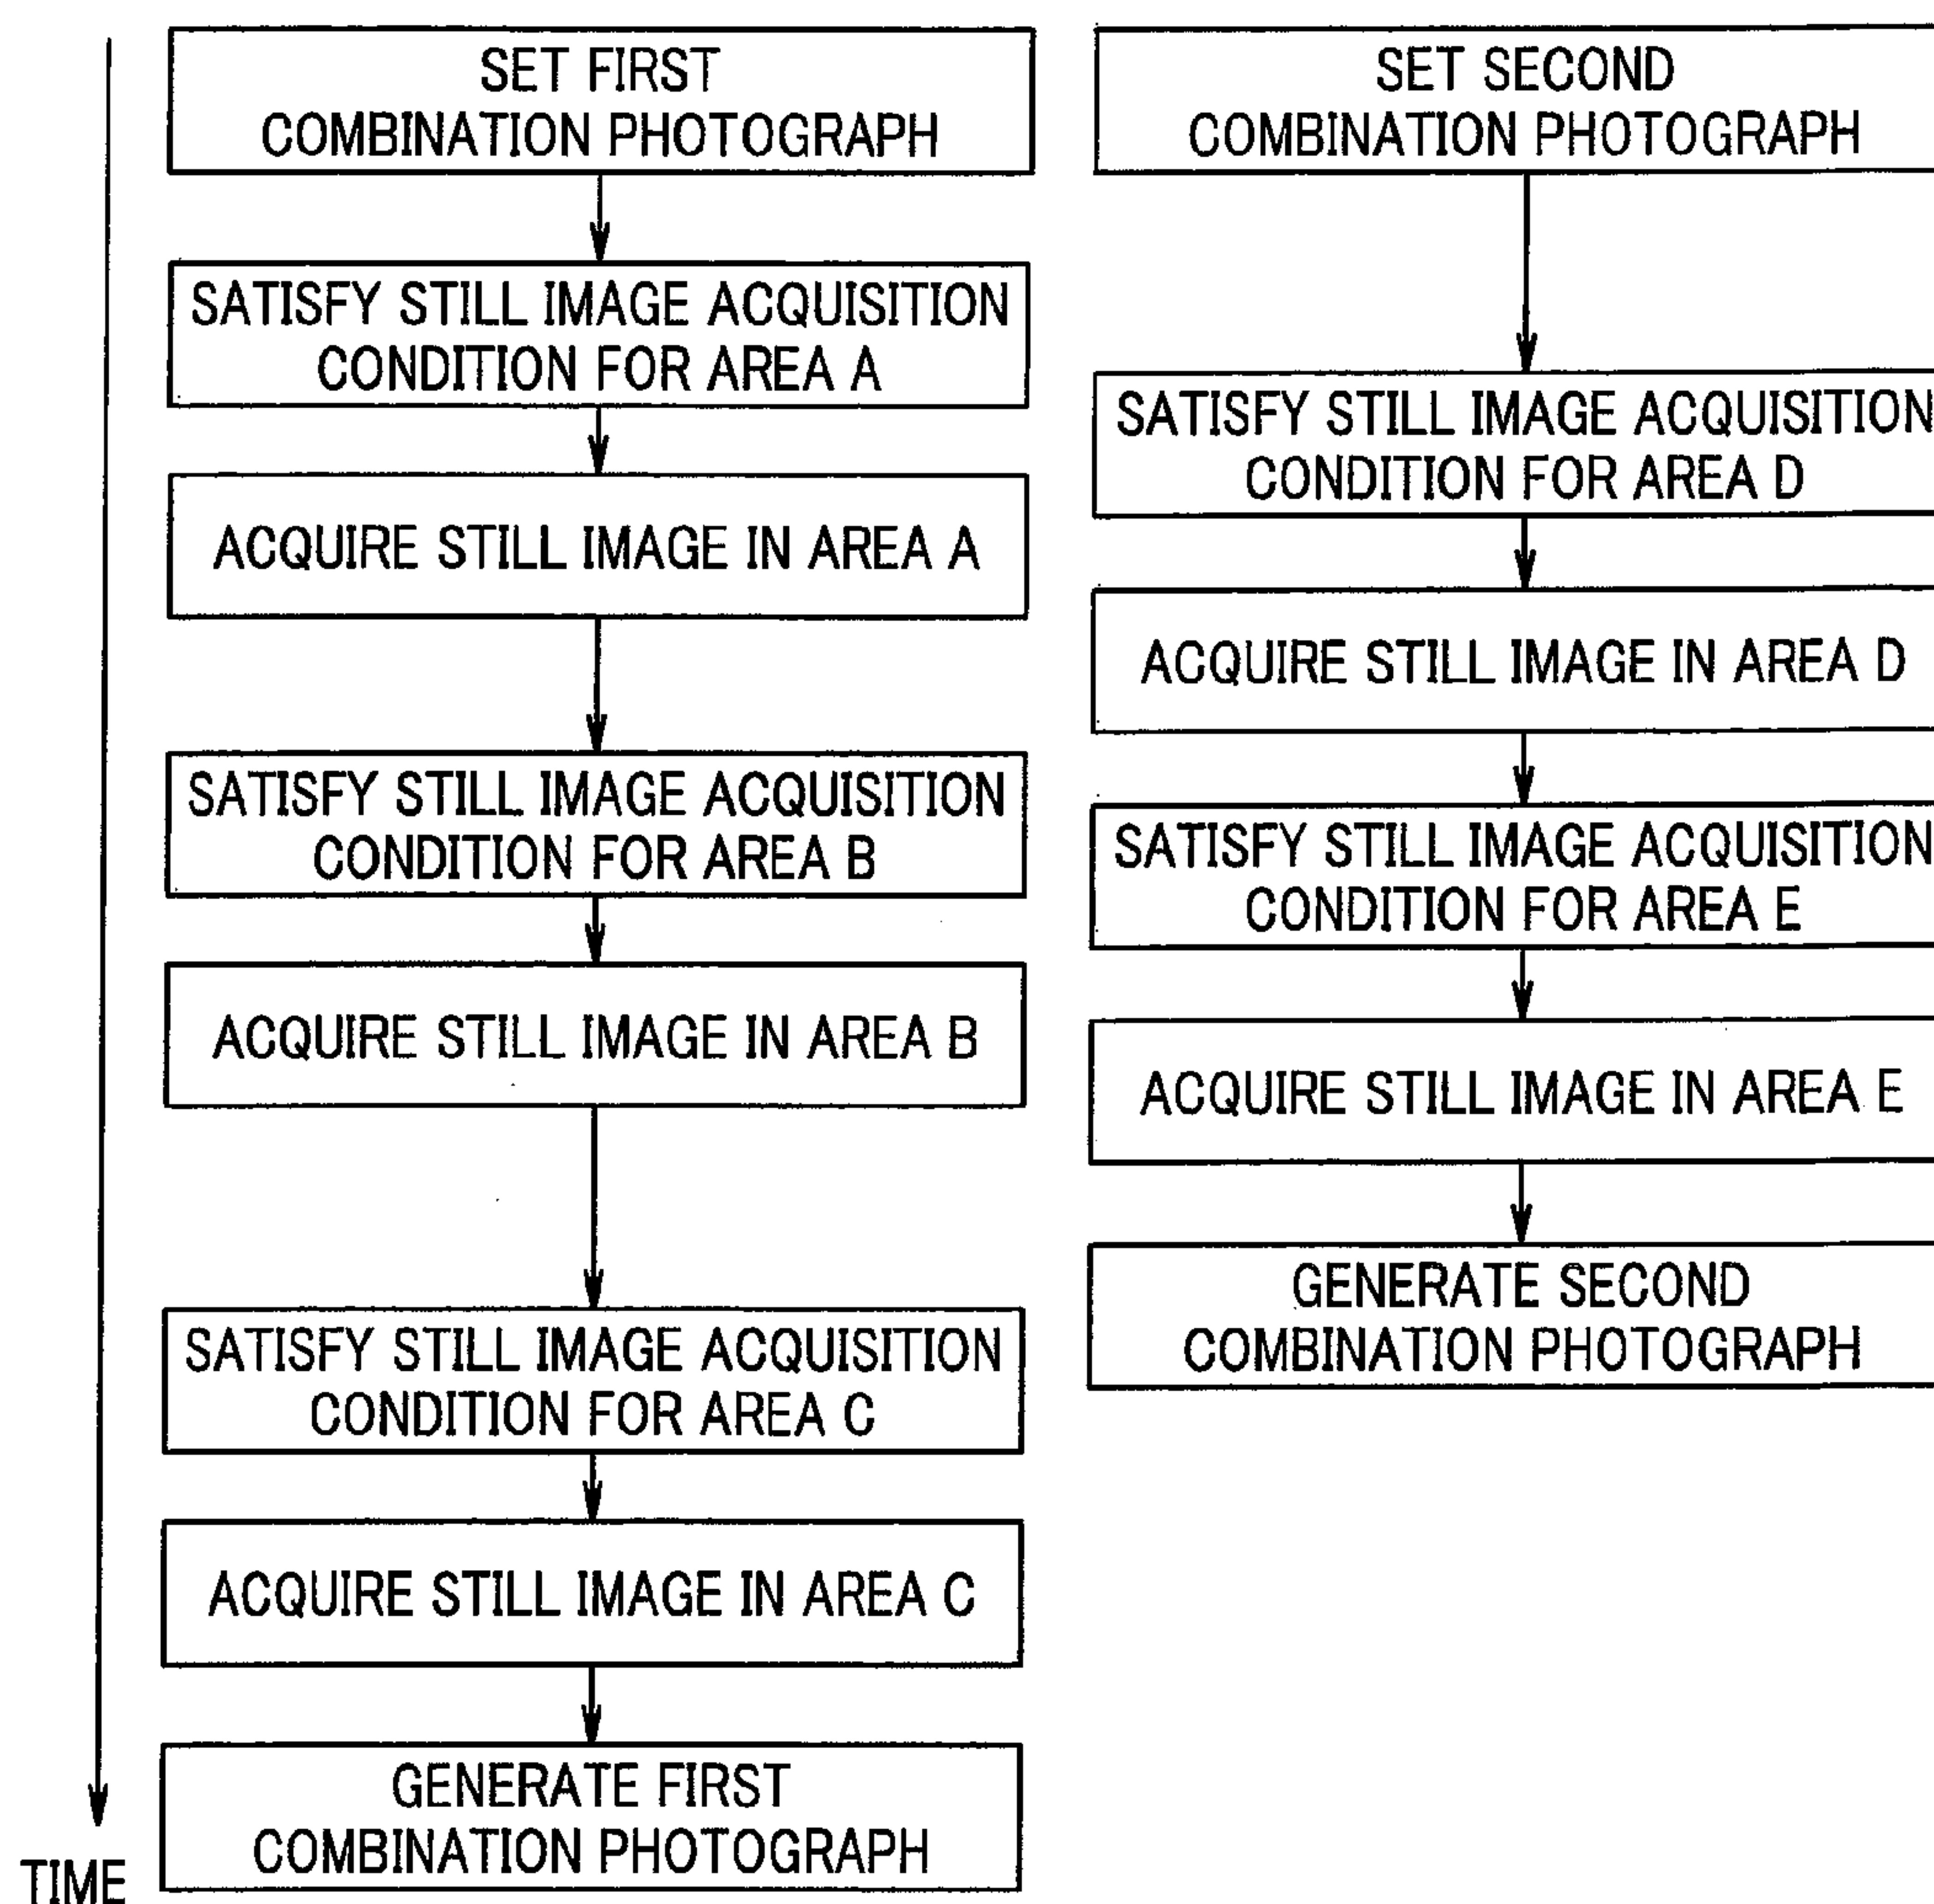 SET FIRST
COMBINATION PHOTOGRAPH
SATISFY STILL IMAGE ACQUISITION
CONDITION FOR AREA A
ACQUIRE STILL IMAGE IN AREA A
SATISFY STILL IMAGE ACQUISITION
CONDITION FOR AREA B
ACQUIRE STILL IMAGE IN AREA B
SATISFY STILL IMAGE ACQUISITION
CONDITION FOR AREA C
ACQUIRE STILL IMAGE IN AREA C
GENERATE FIRST
COMBINATION PHOTOGRAPH
TIME
SET SECOND
COMBINATION PHOTOGRAPH
SATISFY STILL IMAGE ACQUISITION
CONDITION FOR AREA D
ACQUIRE STILL IMAGE IN AREA D
SATISFY STILL IMAGE ACQUISITION
CONDITION FOR AREA E
ACQUIRE STILL IMAGE IN AREA E
GENERATE SECOND
COMBINATION PHOTOGRAPH